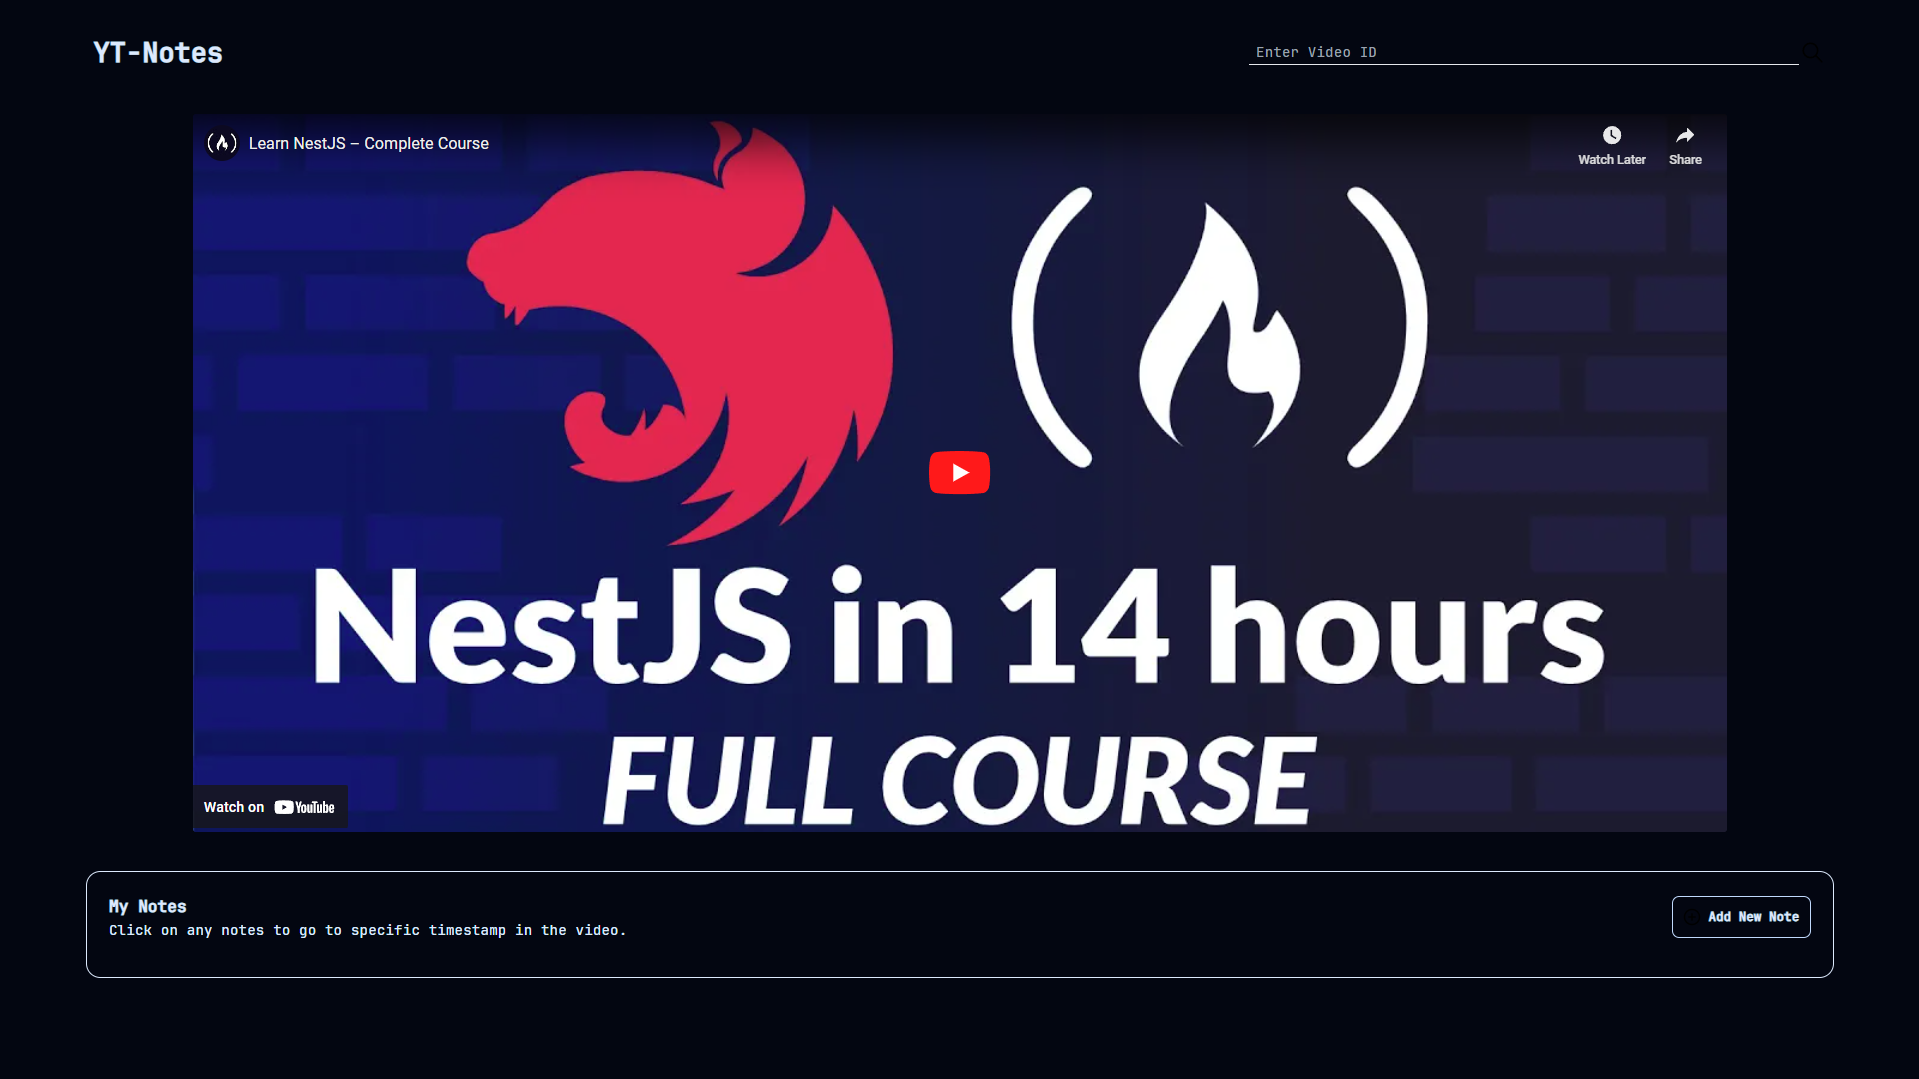 YT-Notes
Enter Video ID
Learn NestJS – Complete Course
Watch Later
Share
NestJS in 14 hours
FULL COURSE
Watch on YouTube
My Notes
Click on any notes to go to specific timestamp in the video.
Add New Note